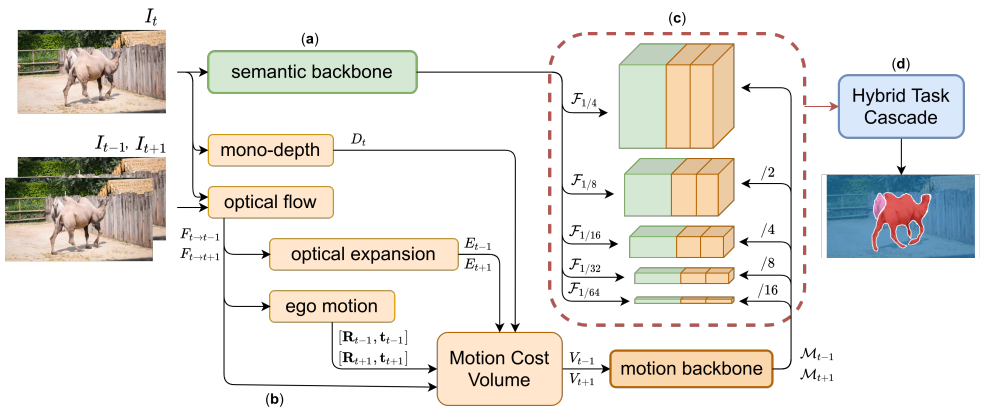 I_t
(a)
(c)
(d)
semantic backbone
F_{1/4}
Hybrid Task
Cascade
I_{t−1}, I_{t+1}
mono-depth
D_t
F_{1/8}
/2
optical flow
F_{t→t−1}
F_{t→t+1}
optical expansion
E_{t−1}
E_{t+1}
F_{1/16}
/4
F_{1/32}
/8
F_{1/64}
/16
ego motion
[R_{t−1}, t_{t−1}]
[R_{t+1}, t_{t+1}]
Motion Cost
Volume
V_{t−1}
V_{t+1}
motion backbone
M_{t−1}
M_{t+1}
(b)